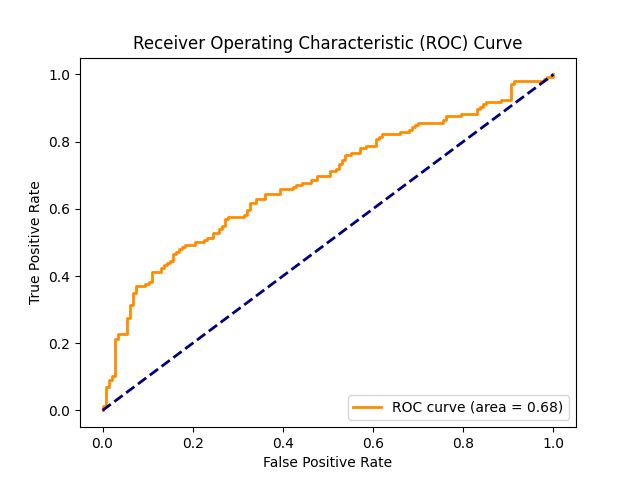 Receiver Operating Characteristic (ROC) Curve
True Positive Rate
1.0
0.8
0.6
0.4
0.2
0.0
0.0 0.2 0.4 0.6 0.8 1.0
False Positive Rate
ROC curve (area = 0.68)